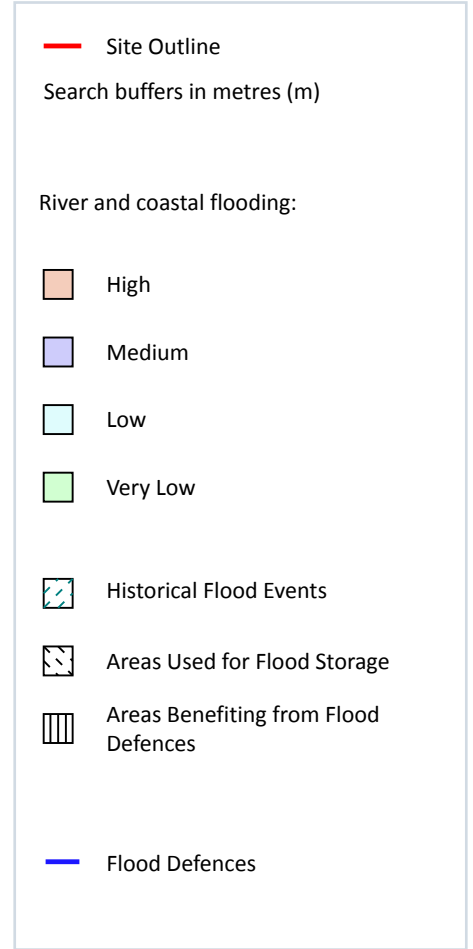 Site Outline
Search buffers in metres (m)
River and coastal flooding:
High
Medium
Low
Very Low
Historical Flood Events
Areas Used for Flood Storage
Areas Benefiting from Flood
Defences
Flood Defences